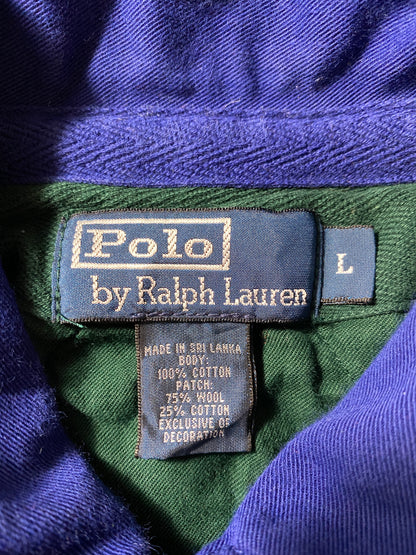 Polo
by Ralph Lauren
L
MADE IN SRI LANKA
BODY:
100% COTTON
PATCH:
75% WOOL
25% COTTON
EXCLUSIVE OF
DECORATION